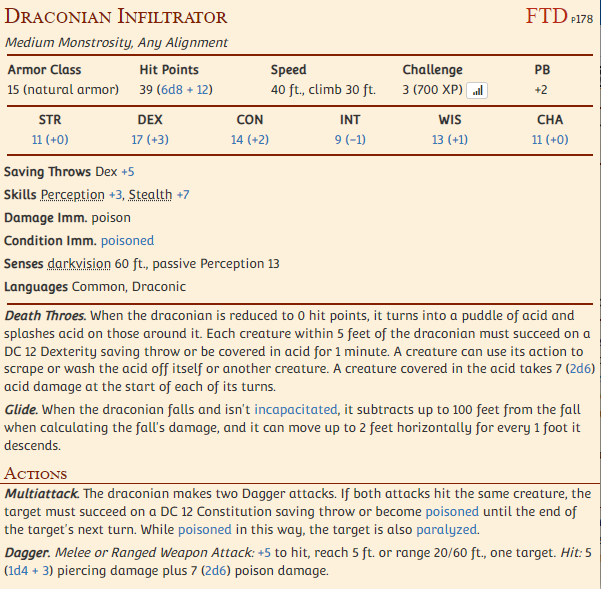 Draconian Infiltrator FTD p178
Medium Monstrosity, Any Alignment
Armor Class Hit Points Speed Challenge PB
15 (natural armor) 39 (6d8 + 12) 40 ft., climb 30 ft. 3 (700 XP) +2
STR DEX CON INT WIS CHA
11 (+0) 17 (+3) 14 (+2) 9 (−1) 13 (+1) 11 (+0)
Saving Throws Dex +5
Skills Perception +3, Stealth +7
Damage Imm. poison
Condition Imm. poisoned
Senses darkvision 60 ft., passive Perception 13
Languages Common, Draconic
Death Throes. When the draconian is reduced to 0 hit points, it turns into a puddle of acid and
splashes acid on those around it. Each creature within 5 feet of the draconian must succeed on a
DC 12 Dexterity saving throw or be covered in acid for 1 minute. A creature can use its action to
scrape or wash the acid off itself or another creature. A creature covered in the acid takes 7 (2d6)
acid damage at the start of each of its turns.
Glide. When the draconian falls and isn't incapacitated, it subtracts up to 100 feet from the fall
when calculating the fall's damage, and it can move up to 2 feet horizontally for every 1 foot it
descends.
Actions
Multiattack. The draconian makes two Dagger attacks. If both attacks hit the same creature, the
target must succeed on a DC 12 Constitution saving throw or become poisoned until the end of
the target's next turn. While poisoned in this way, the target is also paralyzed.
Dagger. Melee or Ranged Weapon Attack: +5 to hit, reach 5 ft. or range 20/60 ft., one target. Hit: 5
(1d4 + 3) piercing damage plus 7 (2d6) poison damage.